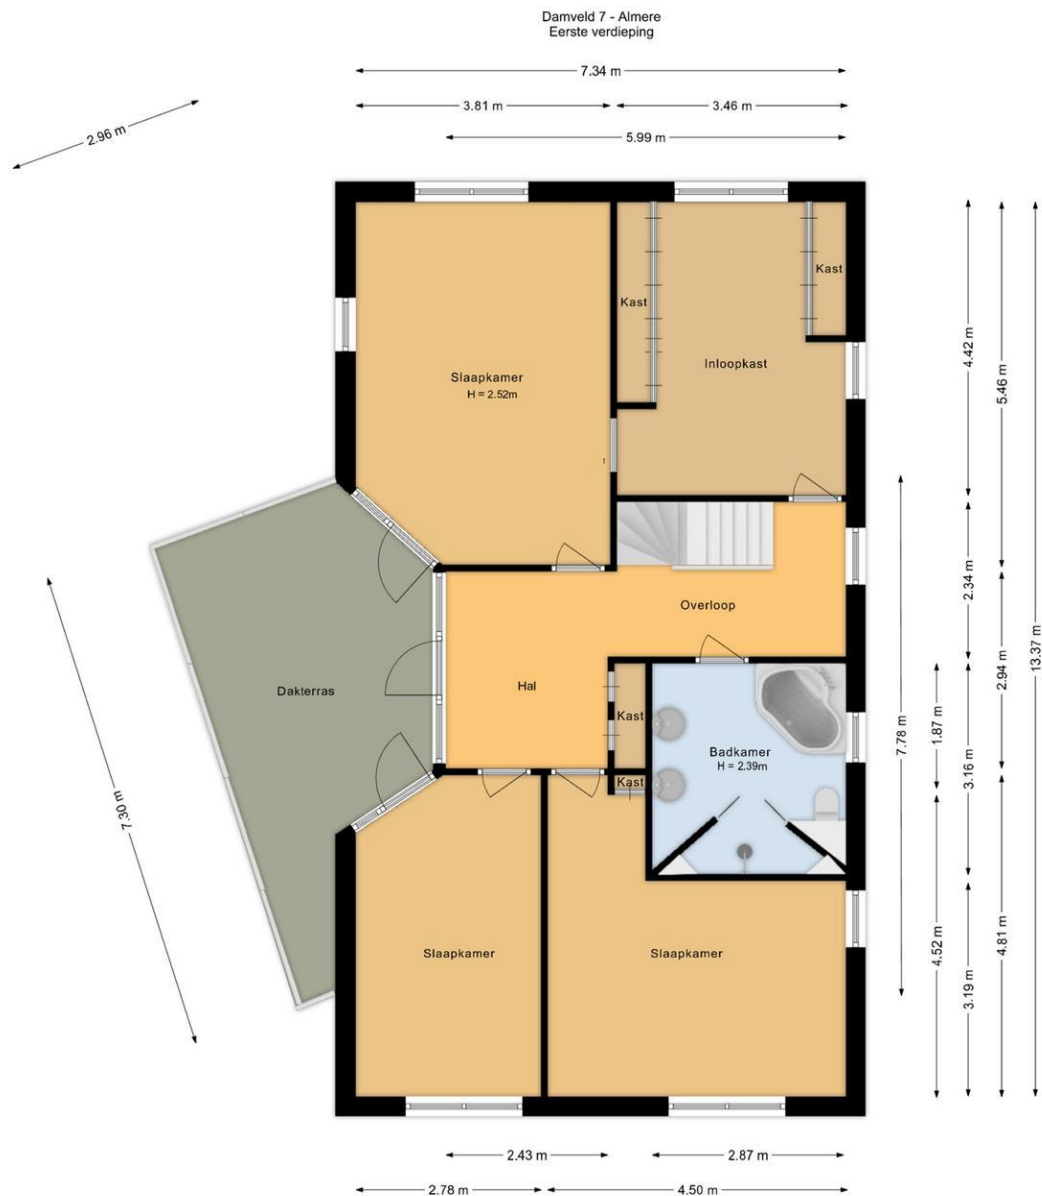 Damveld 7 - Almere
Eerste verdieping
7.34 m
3.81 m
3.46 m
2.96 m
5.99 m
Kast
Kast
4.42 m
Inloopkast
5.46 m
Slaapkamer
H = 2.52m
2.34 m
Overloop
13.37 m
2.94 m
Dakterras
Hal
Kast
7.78 m
1.87 m
3.16 m
Badkamer
H = 2.39m
Kast
7.30 m
4.52 m
4.81 m
Slaapkamer
Slaapkamer
3.19 m
2.43 m
2.87 m
2.78 m
4.50 m